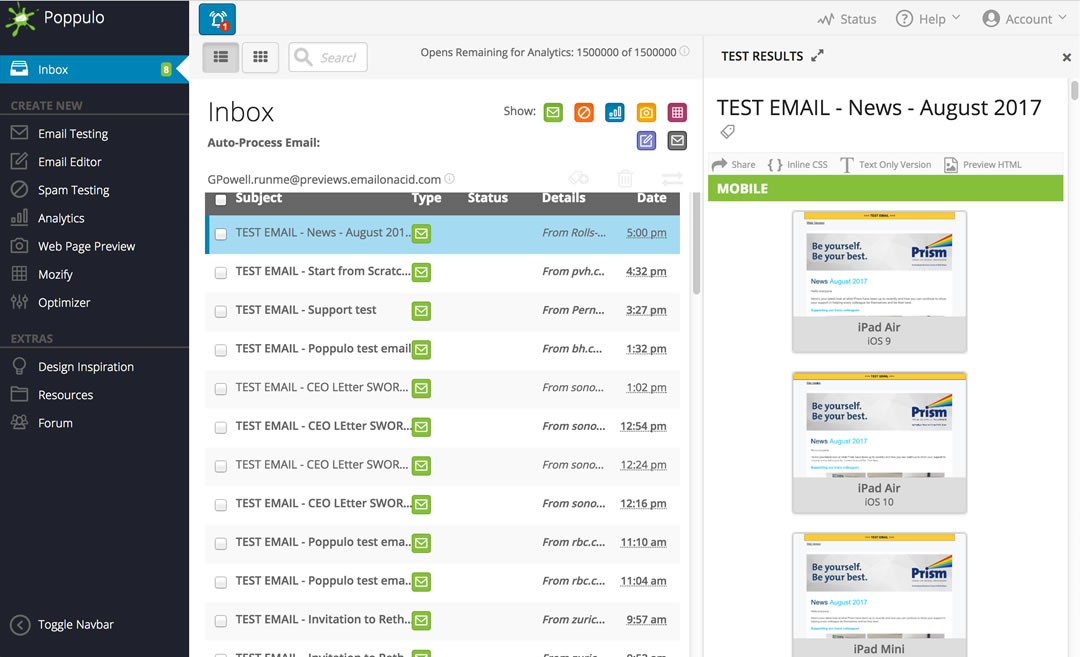 Poppulo
1
Status
Help
Account
Inbox
8
CREATE NEW
Email Testing
Email Editor
Spam Testing
Analytics
Web Page Preview
Mozify
Optimizer
EXTRAS
Design Inspiration
Resources
Forum
Toggle Navbar
Search
Opens Remaining for Analytics: 1500000 of 1500000
Inbox
Show:
Auto-Process Email:
GPowell.runme@previews.emailonacid.com
Subject Type Status Details Date
TEST EMAIL - News - August 201... From Rolls-... 5:00 pm
TEST EMAIL - Start from Scratc... From pvh.c... 4:32 pm
TEST EMAIL - Support test From Pern... 3:27 pm
TEST EMAIL - Poppulo test email From bh.c... 1:32 pm
TEST EMAIL - CEO LEtter SWOR... From sono... 1:02 pm
TEST EMAIL - CEO LEtter SWOR... From sono... 12:54 pm
TEST EMAIL - CEO LEtter SWOR... From sono... 12:24 pm
TEST EMAIL - CEO LEtter SWOR... From sono... 12:16 pm
TEST EMAIL - Poppulo test ema... From rbc.c... 11:10 am
TEST EMAIL - Poppulo test ema... From rbc.c... 11:04 am
TEST EMAIL - Invitation to Reth... From zuric... 9:57 am
TEST RESULTS
TEST EMAIL - News - August 2017
Share { } Inline CSS Text Only Version Preview HTML
MOBILE
Be yourself.
Be your best.
Prism
News August 2017
iPad Air
iOS 9
Be yourself.
Be your best.
Prism
News August 2017
iPad Air
iOS 10
Be yourself.
Be your best.
Prism
News August 2017
iPad Mini